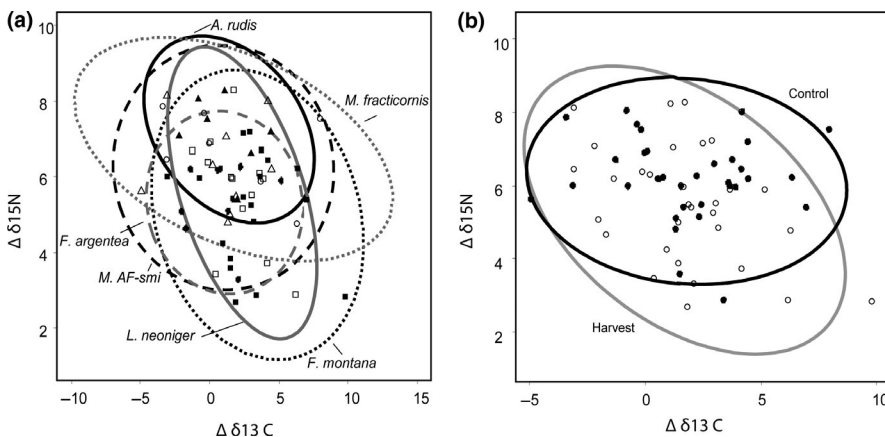 (a)
A. rudis
10
8
6
4
2
Δ δ15N
M. fracticornis
F. argentea
M. AF-smi
L. neoniger
F. montana
–10
–5
0
5
10
15
Δ δ13 C
(b)
10
8
6
4
2
Δ δ15N
Control
Harvest
–5
0
5
10
Δ δ13 C